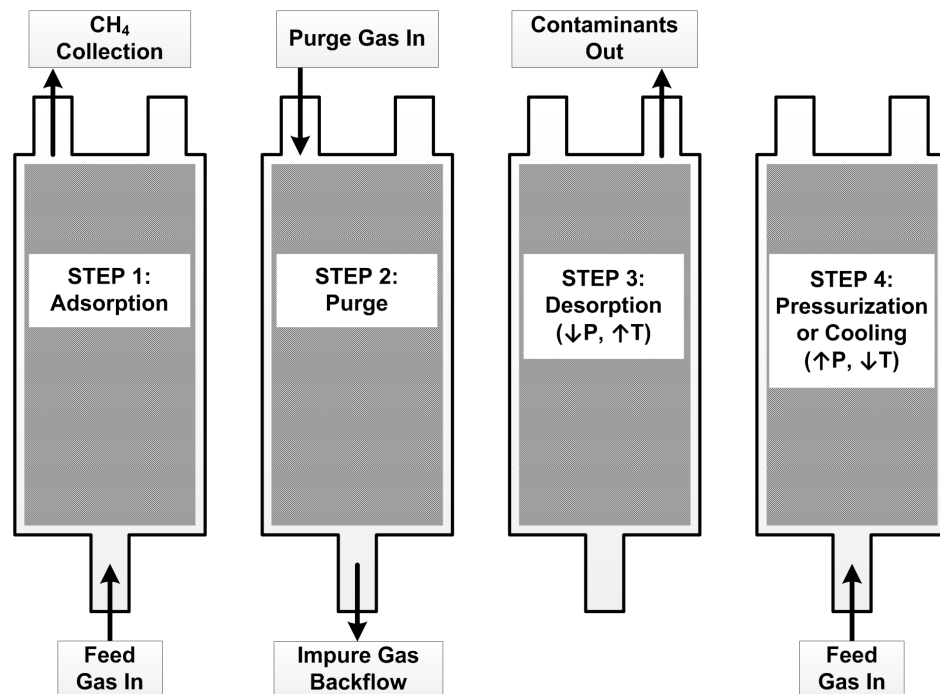 CH₄
Collection
Purge Gas In
Contaminants
Out
STEP 1:
Adsorption
STEP 2:
Purge
STEP 3:
Desorption
(↓P, ↑T)
STEP 4:
Pressurization
or Cooling
(↑P, ↓T)
Feed
Gas In
Impure Gas
Backflow
Feed
Gas In